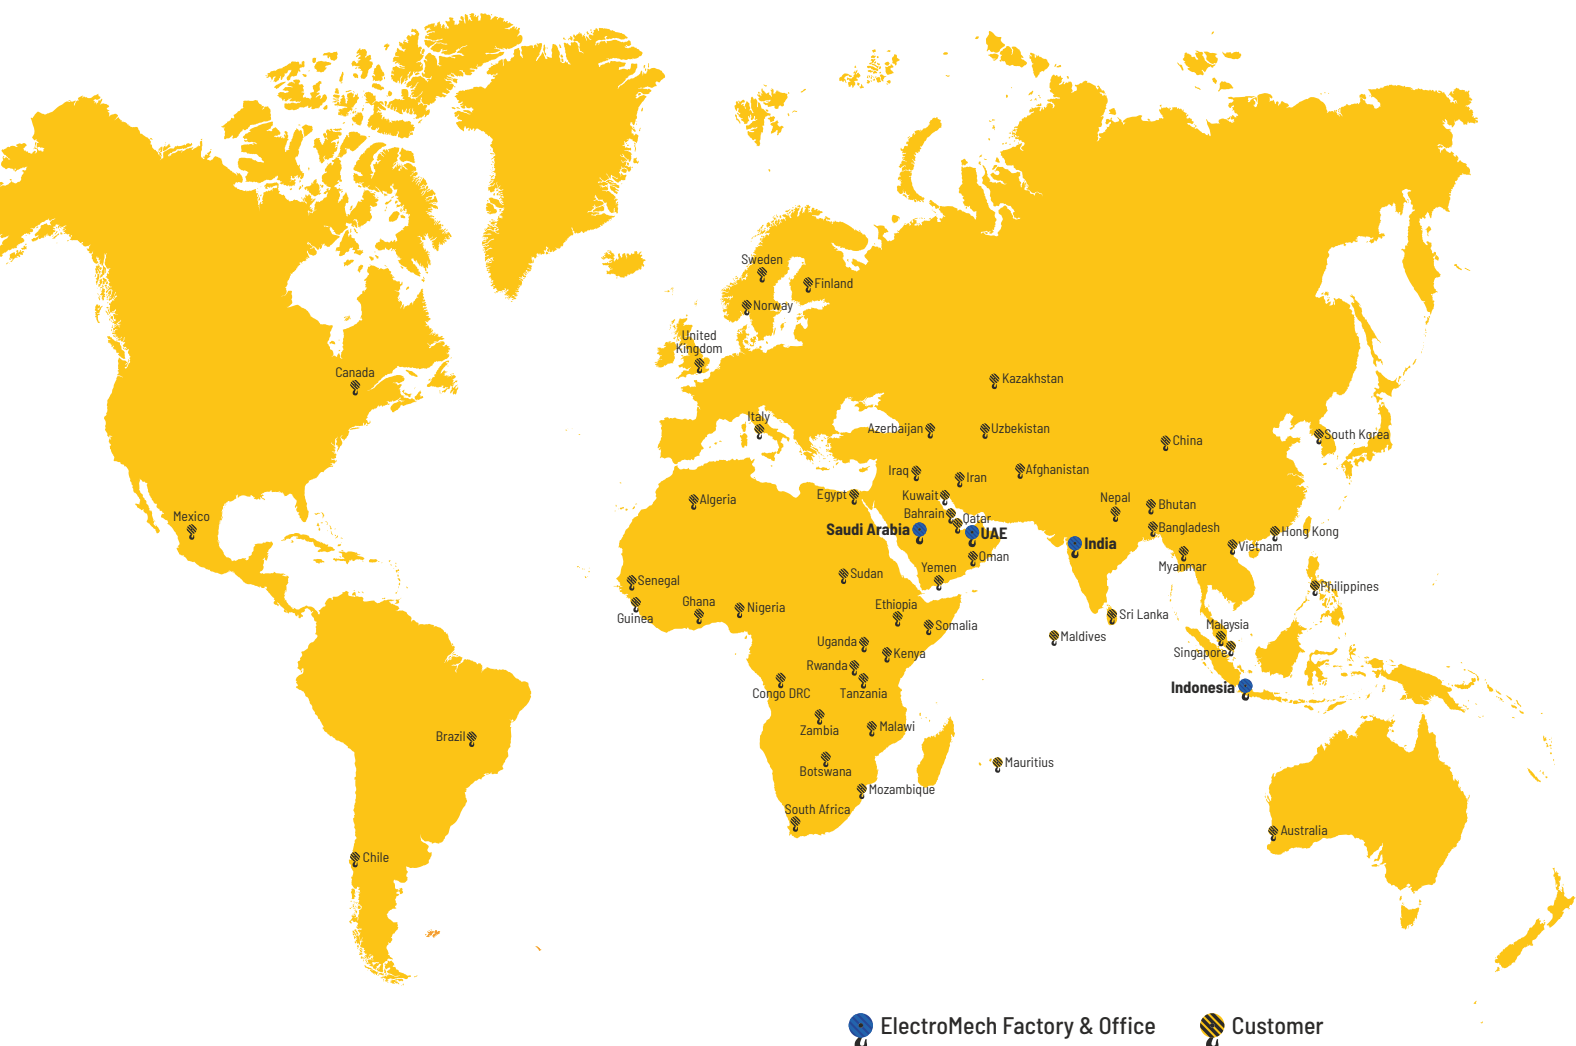 Sweden
Finland
Norway
United
Kingdom
Canada
Kazakhstan
Italy
Azerbaijan
Uzbekistan
South Korea
China
Iraq
Iran
Afghanistan
Algeria
Egypt
Kuwait
Nepal
Bhutan
Mexico
Bahrain
Qatar
Saudi Arabia
UAE
India
Bangladesh
Hong Kong
Vietnam
Oman
Yemen
Myanmar
Senegal
Sudan
Philippines
Guinea
Ghana
Nigeria
Ethiopia
Somalia
Sri Lanka
Malaysia
Maldives
Uganda
Kenya
Singapore
Rwanda
Congo DRC
Tanzania
Indonesia
Brazil
Zambia
Malawi
Botswana
Mauritius
Mozambique
South Africa
Australia
Chile
ElectroMech Factory & Office
Customer